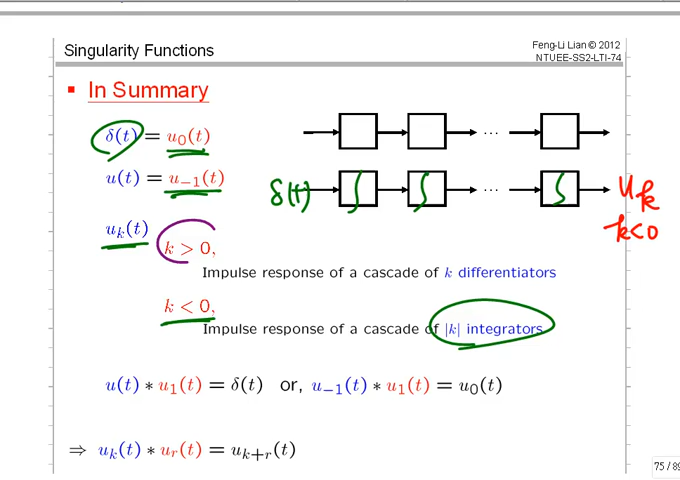 Singularity Functions
Feng-Li Lian © 2012
NTUEE-SS2-LTI-74
▪ In Summary
δ(t) = u₀(t)
...
u(t) = u₋₁(t)
δ(t) ∫ ∫ ... ∫ uₖ
k<0
uₖ(t)
k > 0,
Impulse response of a cascade of k differentiators
k < 0,
Impulse response of a cascade of |k| integrators
u(t) ∗ u₁(t) = δ(t) or, u₋₁(t) ∗ u₁(t) = u₀(t)
⇒ uₖ(t) ∗ uᵣ(t) = uₖ₊ᵣ(t)